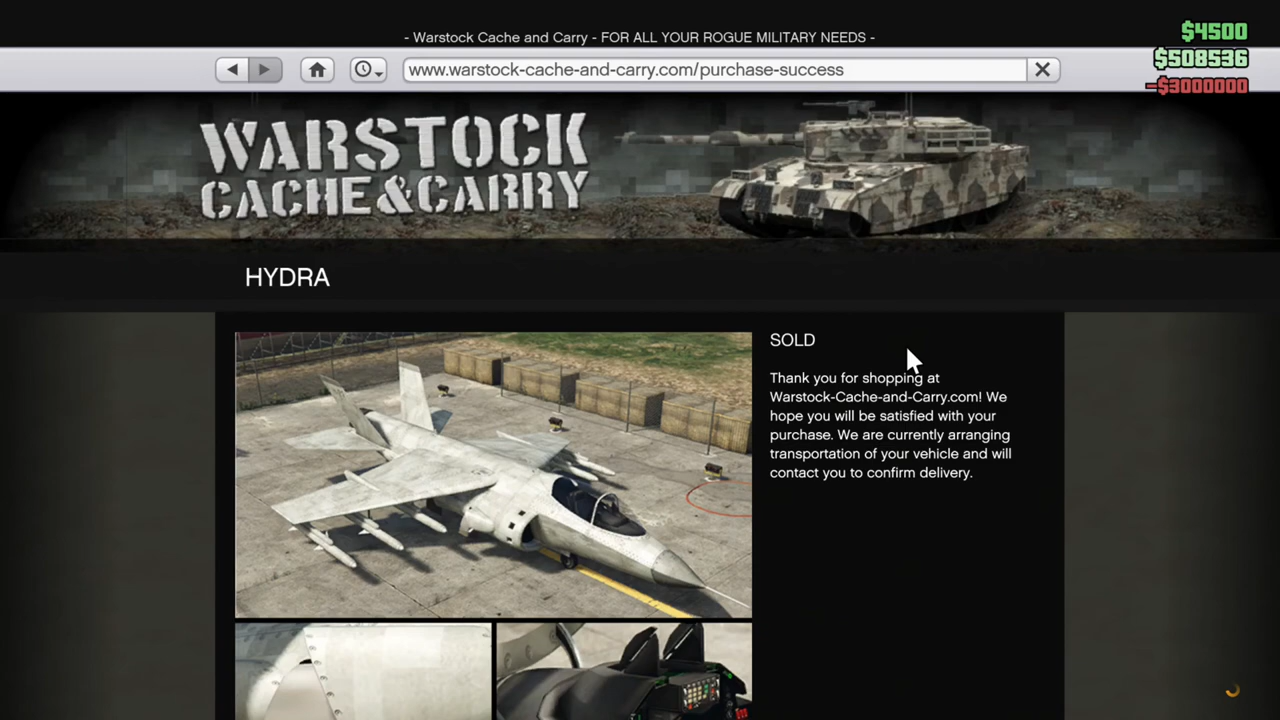 - Warstock Cache and Carry - FOR ALL YOUR ROGUE MILITARY NEEDS -
$4500
$508536
-$3000000
www.warstock-cache-and-carry.com/purchase-success
WARSTOCK
CACHE&CARRY
HYDRA
SOLD
Thank you for shopping at
Warstock-Cache-and-Carry.com! We
hope you will be satisfied with your
purchase. We are currently arranging
transportation of your vehicle and will
contact you to confirm delivery.